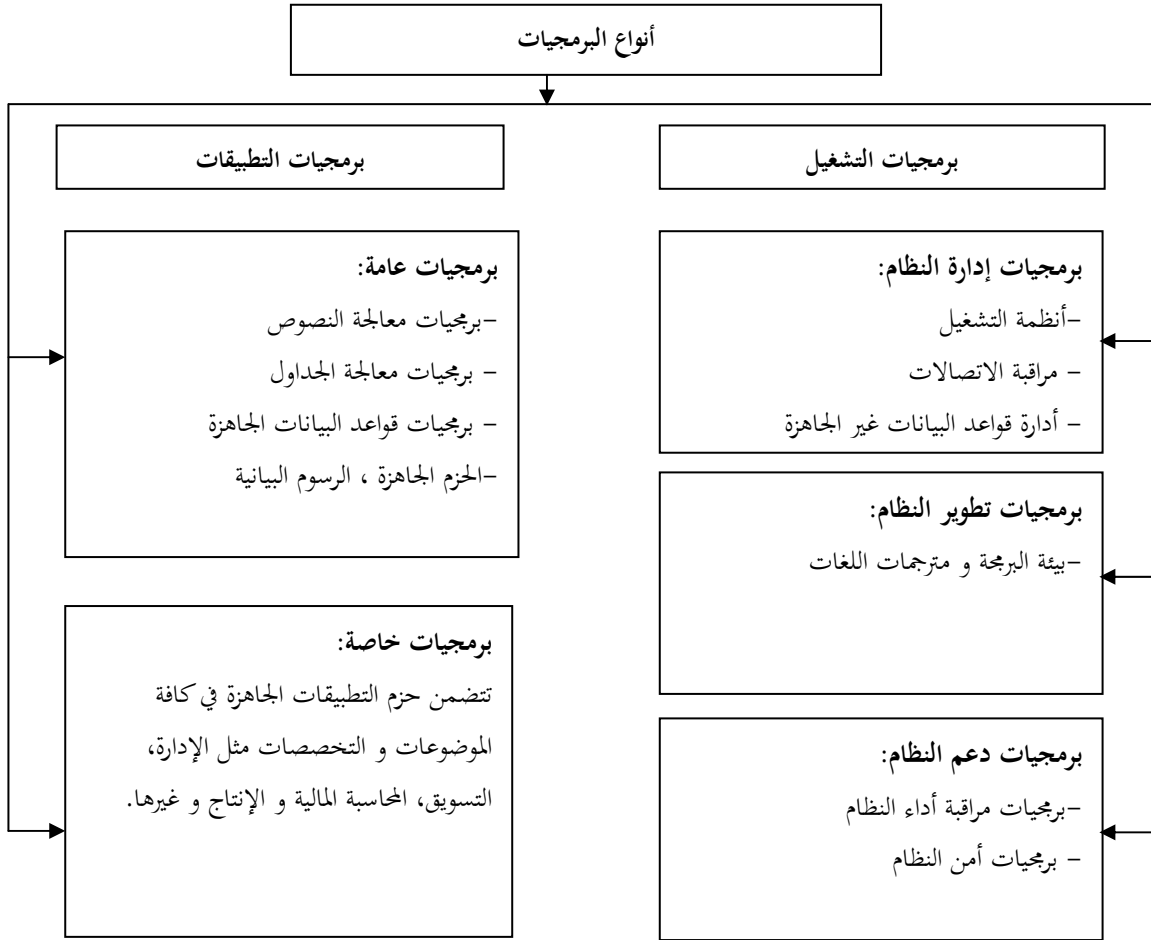 أنواع البرمجيات
برمجيات التشغيل
برمجيات التطبيقات
برمجيات إدارة النظام:
–أنظمة التشغيل
– مراقبة الاتصالات
– أدارة قواعد البيانات غير الجاهزة
برمجيات تطوير النظام:
–بيئة البرمجة و مترجمات اللغات
برمجيات دعم النظام:
–برمجيات مراقبة أداء النظام
– برمجيات أمن النظام
برمجيات عامة:
–برمجيات معالجة النصوص
– برمجيات معالجة الجداول
– برمجيات قواعد البيانات الجاهزة
–الحزم الجاهزة ، الرسوم البيانية
برمجيات خاصة:
تتضمن حزم التطبيقات الجاهزة في كافة
الموضوعات و التخصصات مثل الإدارة،
التسويق، المحاسبة المالية و الإنتاج و غيرها.